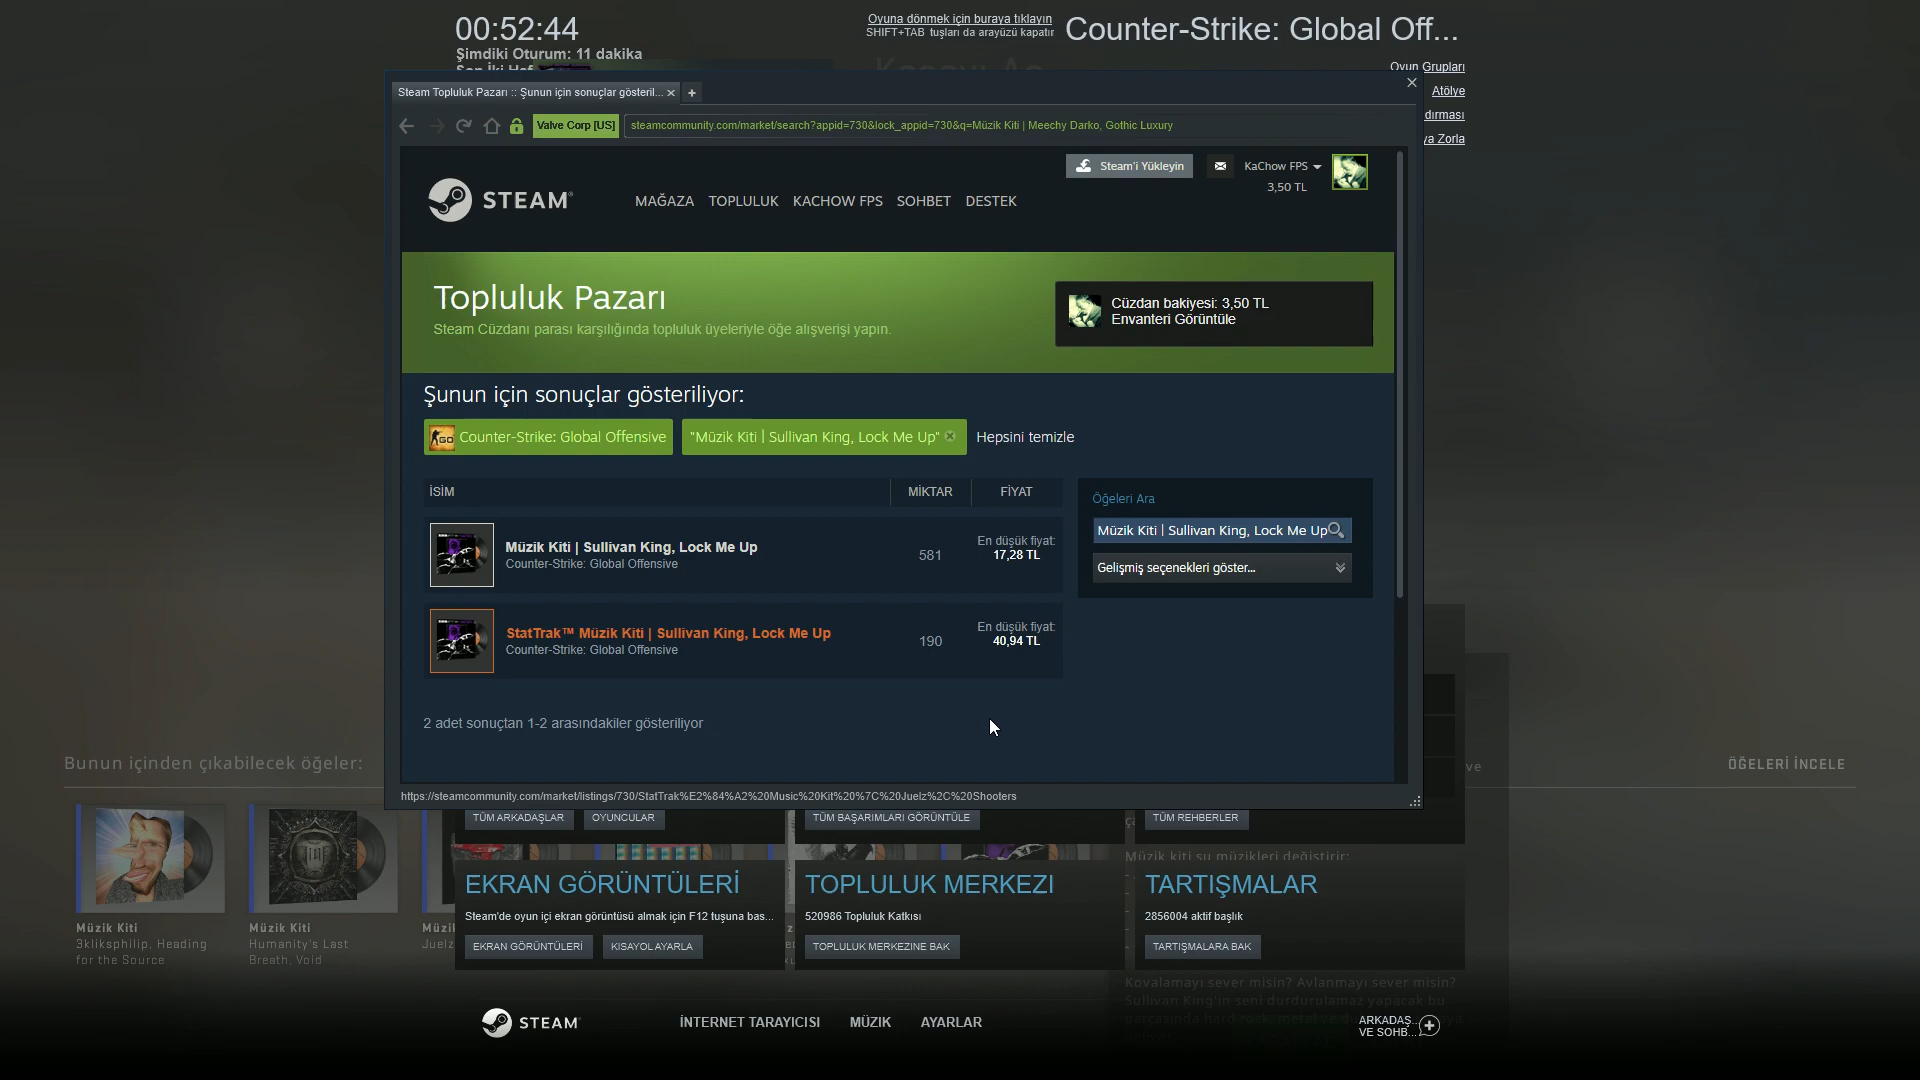 00:52:44
Şimdiki Oturum: 11 dakika
Oyuna dönmek için buraya tıklayın
SHIFT+TAB tuşları da arayüzü kapatır
Counter-Strike: Global Off...
Oyun Grupları
Atölye
Steam Topluluk Pazarı :: Şunun için sonuçlar gösteril...
Valve Corp [US]
steamcommunity.com/market/search?appid=730&lock_appid=730&q=Müzik Kiti | Meechy Darko, Gothic Luxury
Steam'i Yükleyin
KaChow FPS
3,50 TL
STEAM®
MAĞAZA TOPLULUK KACHOW FPS SOHBET DESTEK
Topluluk Pazarı
Steam Cüzdanı parası karşılığında topluluk üyeleriyle öğe alışverişi yapın.
Cüzdan bakiyesi: 3,50 TL
Envanteri Görüntüle
Şunun için sonuçlar gösteriliyor:
GO Counter-Strike: Global Offensive
"Müzik Kiti | Sullivan King, Lock Me Up"
Hepsini temizle
İSİM MİKTAR FİYAT
Müzik Kiti | Sullivan King, Lock Me Up
Counter-Strike: Global Offensive
581
En düşük fiyat:
17,28 TL
StatTrak™ Müzik Kiti | Sullivan King, Lock Me Up
Counter-Strike: Global Offensive
190
En düşük fiyat:
40,94 TL
Öğeleri Ara
Müzik Kiti | Sullivan King, Lock Me Up
Gelişmiş seçenekleri göster...
2 adet sonuçtan 1-2 arasındakiler gösteriliyor
https://steamcommunity.com/market/listings/730/StatTrak%E2%84%A2%20Music%20Kit%20%7C%20Juelz%2C%20Shooters
Bunun içinden çıkabilecek öğeler:
ve
ÖĞELERİ İNCELE
TÜM ARKADAŞLAR
OYUNCULAR
TÜM BAŞARIMLARI GÖRÜNTÜLE
TÜM REHBERLER
Müzik kiti şu müzikleri değiştirir:
EKRAN GÖRÜNTÜLERİ
Steam'de oyun içi ekran görüntüsü almak için F12 tuşuna bas...
EKRAN GÖRÜNTÜLERİ
KISAYOL AYARLA
TOPLULUK MERKEZI
520986 Topluluk Katkısı
TOPLULUK MERKEZINE BAK
TARTIŞMALAR
2856004 aktif başlık
TARTIŞMALARA BAK
Müzik Kiti
3kliksphilip, Heading
for the Source
Müzik Kiti
Humanity's Last
Breath, Void
Kovalamayı sever misin? Avlanmayı sever misin?
Sullivan King'in seni durdurulamaz yapacak bu
STEAM™
İNTERNET TARAYICISI
MÜZIK
AYARLAR
ARKADAŞ...
VE SOHB...